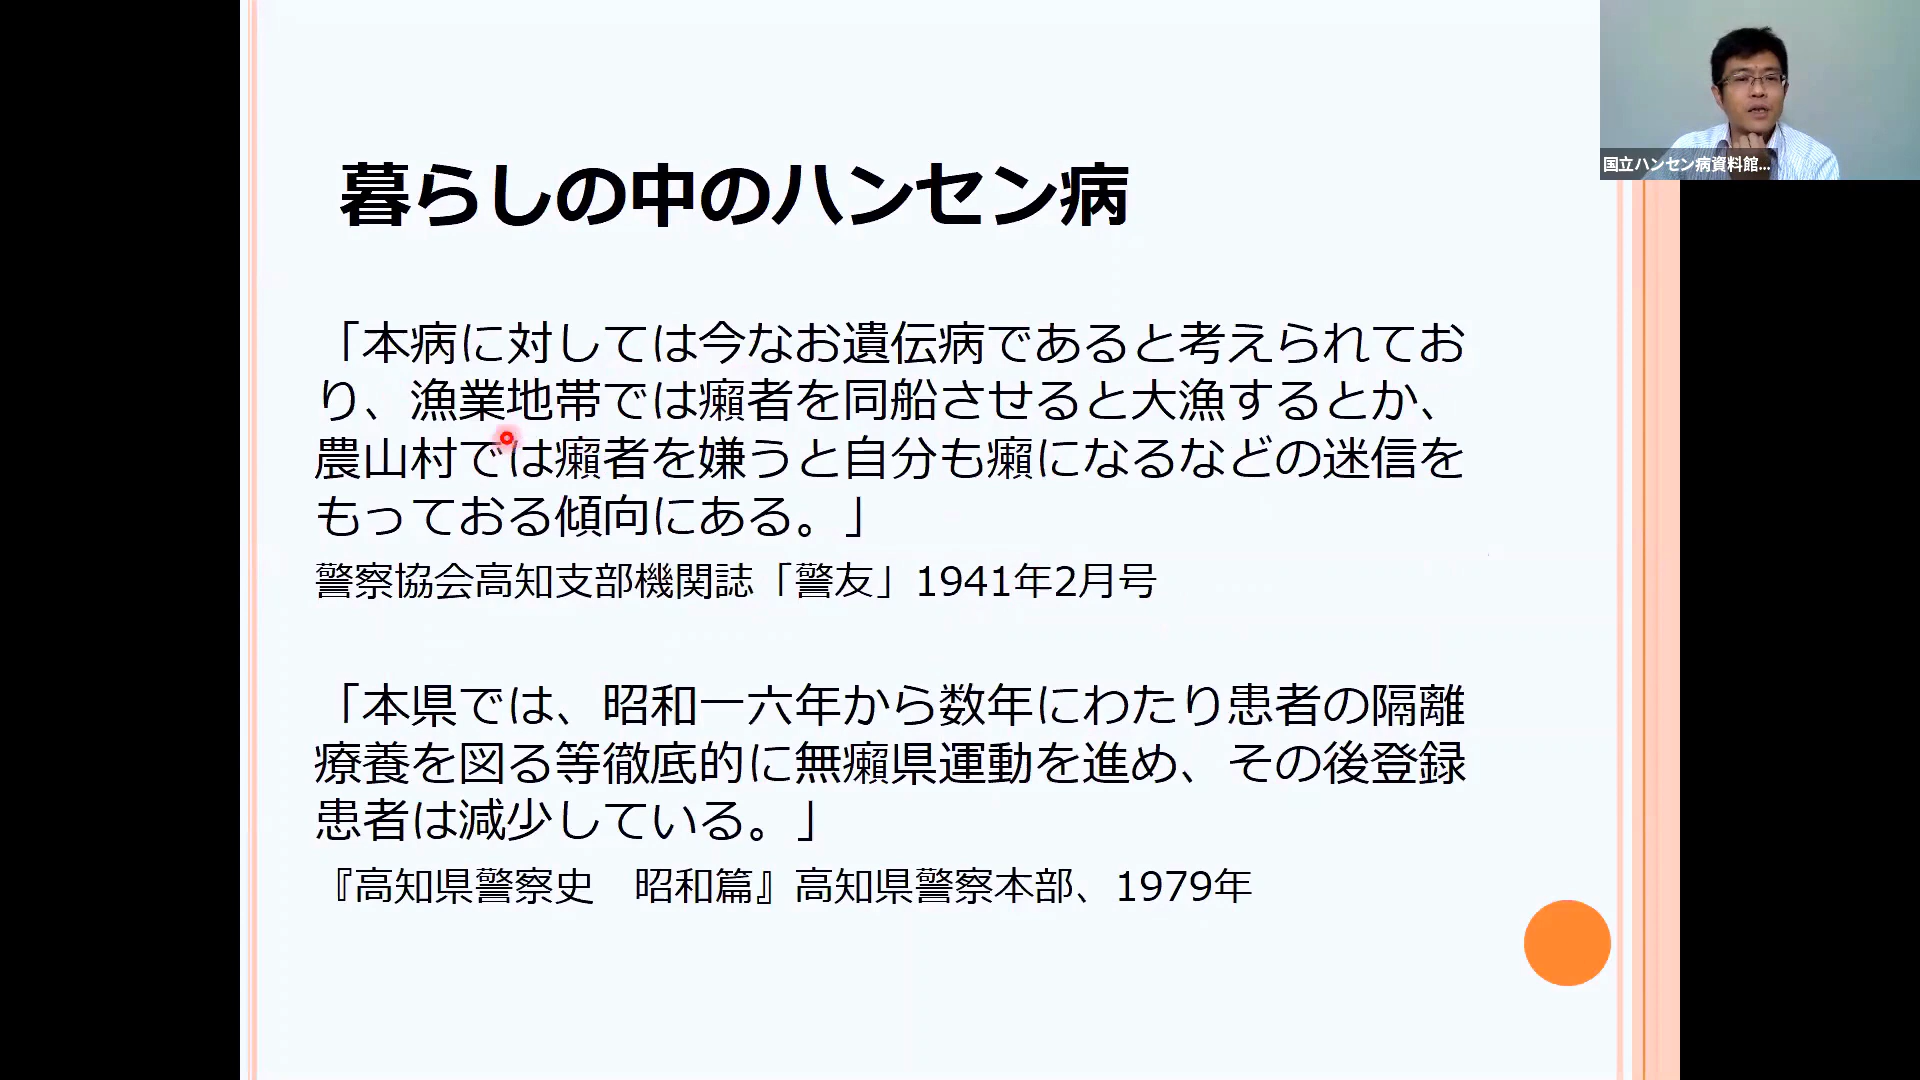 国立ハンセン病資料館...
暮らしの中のハンセン病
「本病に対しては今なお遺伝病であると考えられてお
り、漁業地帯では癩者を同船させると大漁するとか、
農山村では癩者を嫌うと自分も癩になるなどの迷信を
もっておる傾向にある。」
警察協会高知支部機関誌「警友」1941年2月号
「本県では、昭和一六年から数年にわたり患者の隔離
療養を図る等徹底的に無癩県運動を進め、その後登録
患者は減少している。」
『高知県警察史　昭和篇』高知県警察本部、1979年